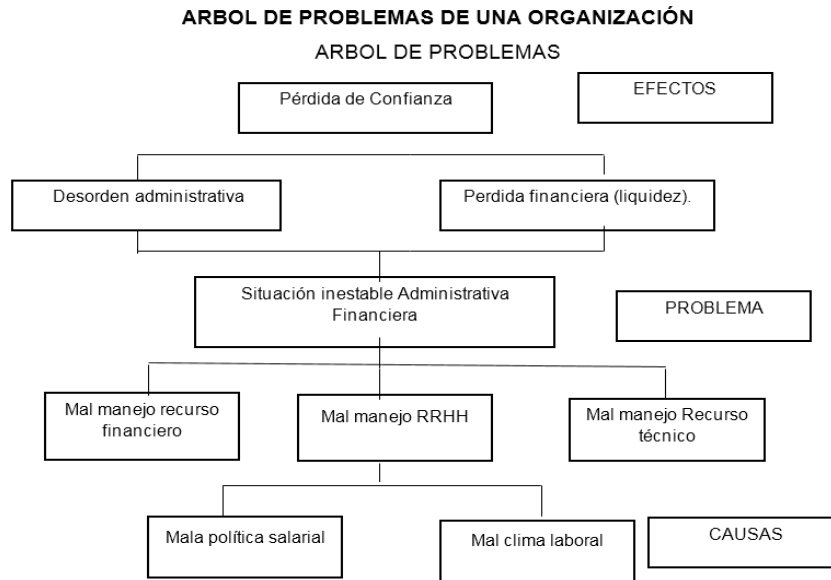 ARBOL DE PROBLEMAS DE UNA ORGANIZACIÓN
ARBOL DE PROBLEMAS
Pérdida de Confianza
EFECTOS
Desorden administrativa
Perdida financiera (liquidez).
Situación inestable Administrativa
Financiera
PROBLEMA
Mal manejo recurso
financiero
Mal manejo RRHH
Mal manejo Recurso
técnico
Mala política salarial
Mal clima laboral
CAUSAS